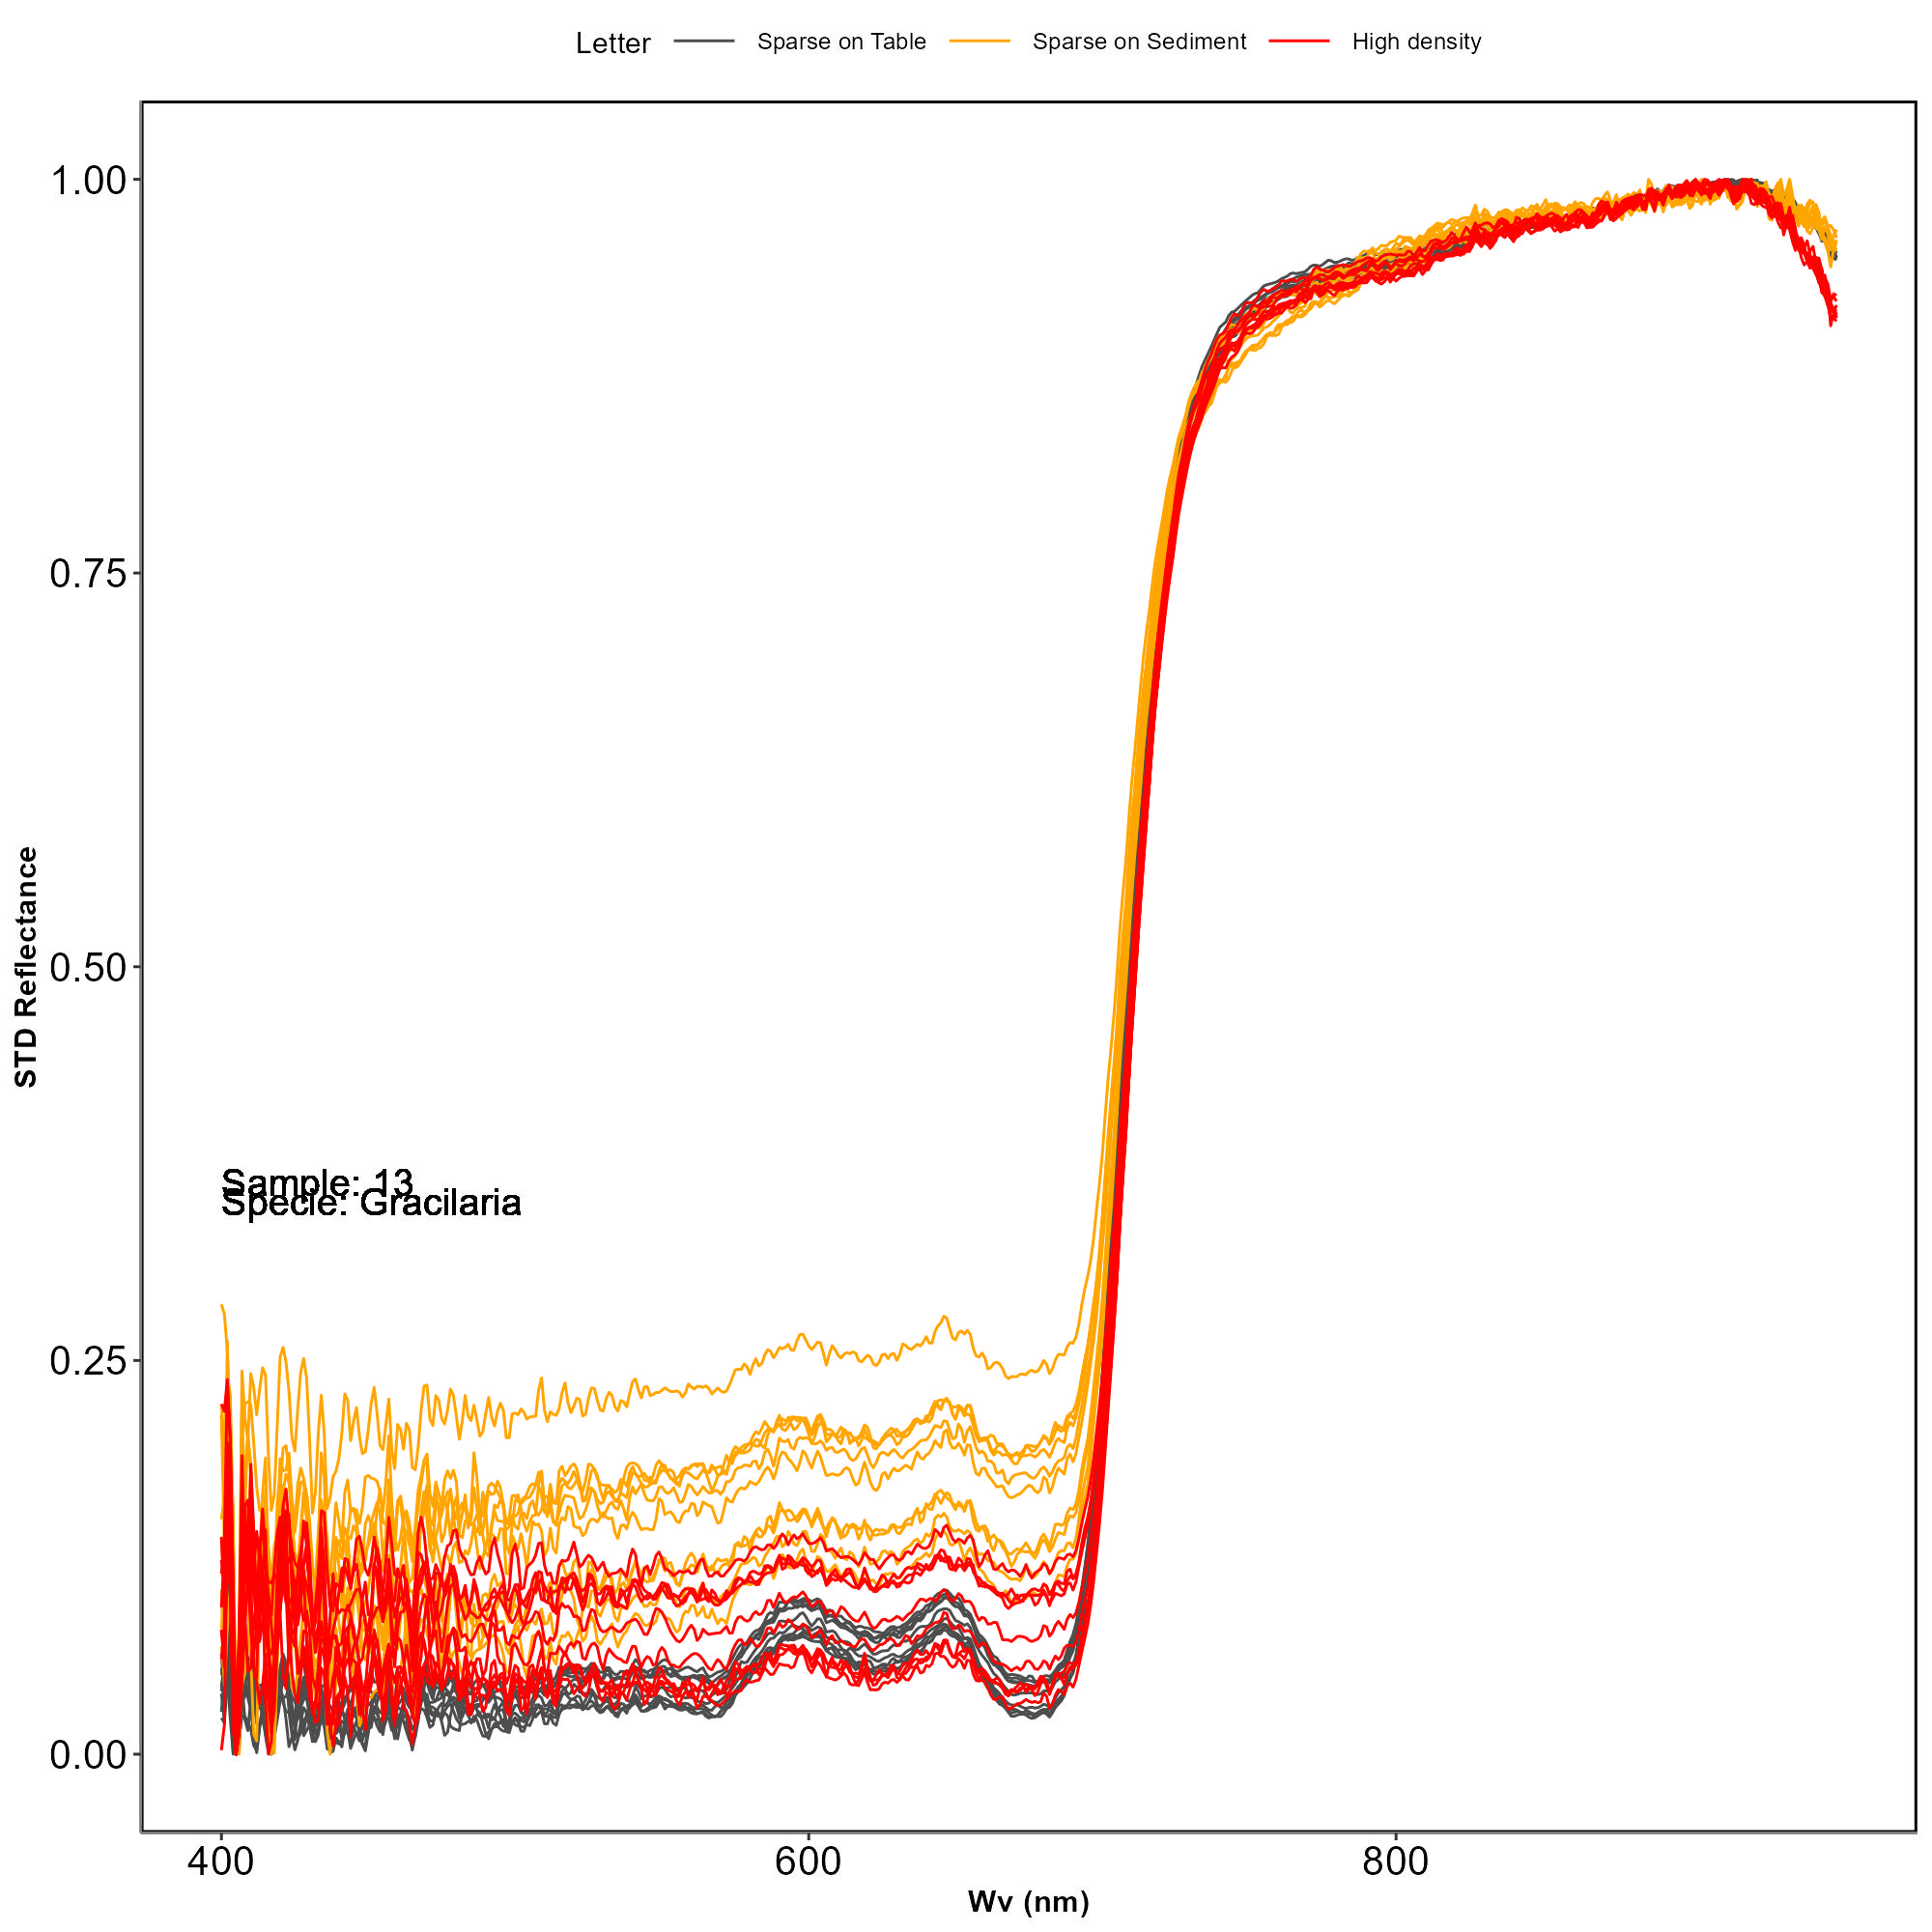 Letter Sparse on Table Sparse on Sediment High density
1.00
0.75
0.50
0.25
0.00
STD Reflectance
Sample: 13
Specie: Gracilaria
400 600 800
Wv (nm)